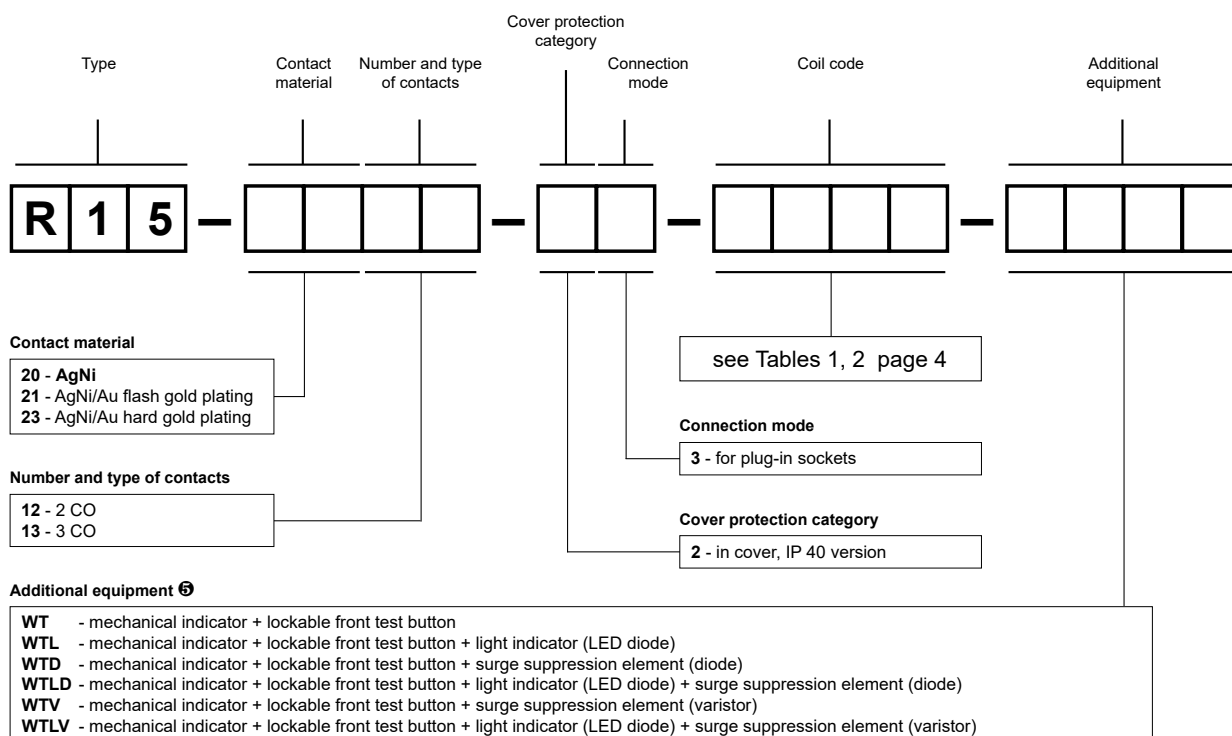 Cover protection
category
Type
Contact
material
Number and type
of contacts
Connection
mode
Coil code
Additional
equipment
R 1 5 – – – –
Contact material
20 - AgNi
21 - AgNi/Au flash gold plating
23 - AgNi/Au hard gold plating
see Tables 1, 2 page 4
Connection mode
3 - for plug-in sockets
Number and type of contacts
12 - 2 CO
13 - 3 CO
Cover protection category
2 - in cover, IP 40 version
Additional equipment ❺
WT - mechanical indicator + lockable front test button
WTL - mechanical indicator + lockable front test button + light indicator (LED diode)
WTD - mechanical indicator + lockable front test button + surge suppression element (diode)
WTLD - mechanical indicator + lockable front test button + light indicator (LED diode) + surge suppression element (diode)
WTV - mechanical indicator + lockable front test button + surge suppression element (varistor)
WTLV - mechanical indicator + lockable front test button + light indicator (LED diode) + surge suppression element (varistor)